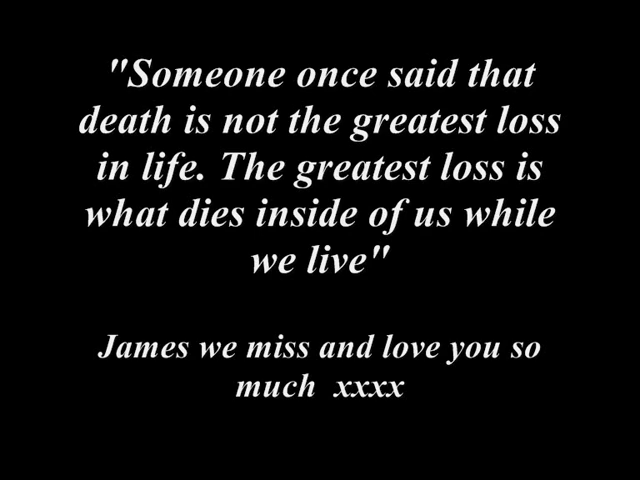 "Someone once said that
death is not the greatest loss
in life. The greatest loss is
what dies inside of us while
we live"
James we miss and love you so
much  xxxx